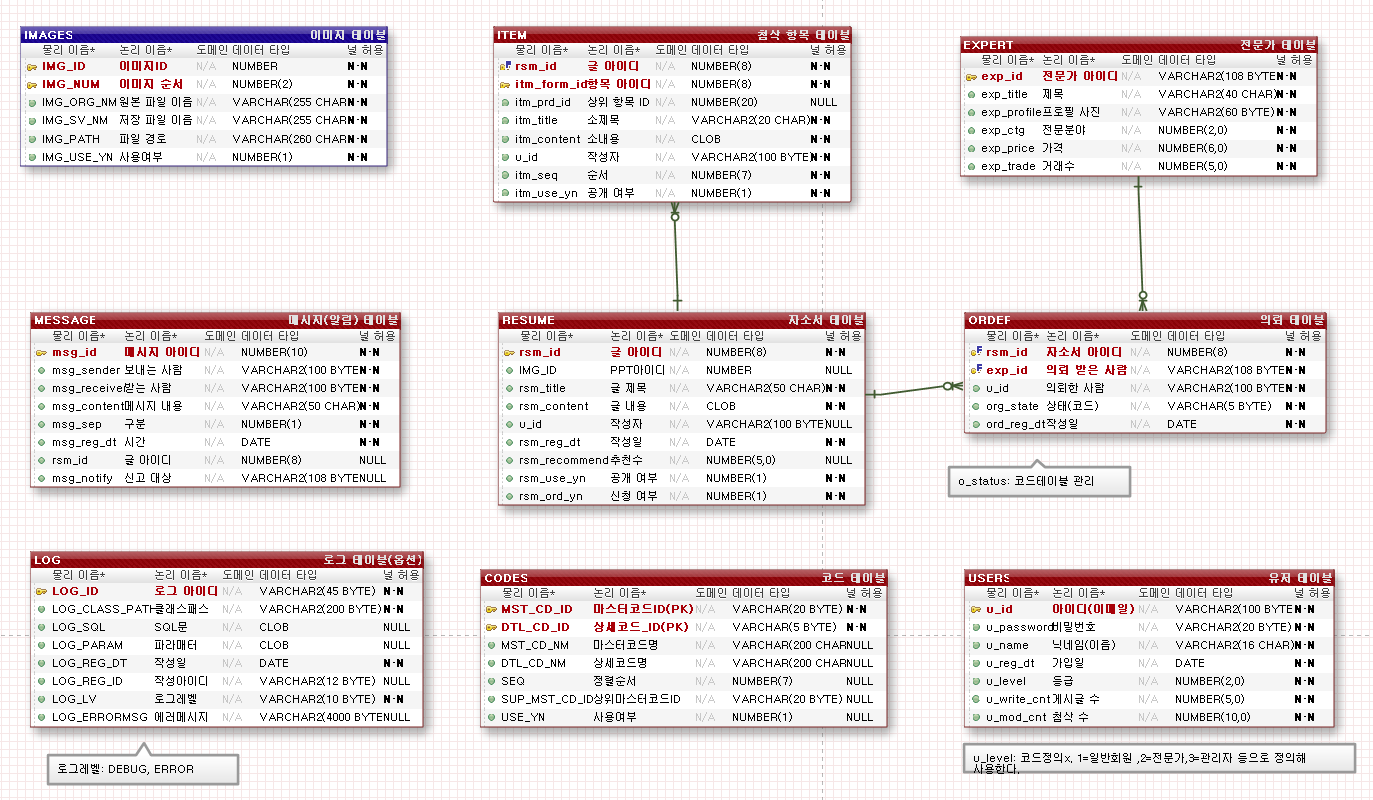 IMAGES 이미지 테이블
물리 이름* 논리 이름* 도메인 데이터 타입 널 허용
IMG_ID 이미지ID N/A NUMBER N-N
IMG_NUM 이미지 순서 N/A NUMBER(2) N-N
IMG_ORG_NM 원본 파일 이름 N/A VARCHAR(255 CHAR N-N
IMG_SV_NM 저장 파일 이름 N/A VARCHAR(255 CHAR N-N
IMG_PATH 파일 경로 N/A VARCHAR(260 CHAR N-N
IMG_USE_YN 사용여부 N/A NUMBER(1) N-N
ITEM 첨삭 항목 테이블
물리 이름* 논리 이름* 도메인 데이터 타입 널 허용
rsm_id 글 아이디 N/A NUMBER(8) N-N
itm_form_id 항목 아이디 N/A NUMBER(8) N-N
itm_prd_id 상위 항목 ID N/A NUMBER(20) NULL
itm_title 소제목 N/A VARCHAR2(20 CHAR) N-N
itm_content 소내용 N/A CLOB N-N
u_id 작성자 N/A VARCHAR2(100 BYTE) N-N
itm_seq 순서 N/A NUMBER(7) N-N
itm_use_yn 공개 여부 N/A NUMBER(1) N-N
EXPERT 전문가 테이블
물리 이름* 논리 이름* 도메인 데이터 타입 널 허용
exp_id 전문가 아이디 N/A VARCHAR2(108 BYTE N-N
exp_title 제목 N/A VARCHAR2(40 CHAR) N-N
exp_profile 프로필 사진 N/A VARCHAR2(60 BYTE) N-N
exp_ctg 전문분야 N/A NUMBER(2,0) N-N
exp_price 가격 N/A NUMBER(6,0) N-N
exp_trade 거래수 N/A NUMBER(5,0) N-N
MESSAGE 메시지(알림) 테이블
물리 이름* 논리 이름* 도메인 데이터 타입 널 허용
msg_id 메시지 아이디 N/A NUMBER(10) N-N
msg_sender 보내는 사람 N/A VARCHAR2(100 BYTE N-N
msg_receive 받는 사람 N/A VARCHAR2(100 BYTE N-N
msg_content 메시지 내용 N/A VARCHAR2(50 CHAR) N-N
msg_sep 구분 N/A NUMBER(1) N-N
msg_reg_dt 시간 N/A DATE N-N
rsm_id 글 아이디 N/A NUMBER(8) NULL
msg_notify 신고 대상 N/A VARCHAR2(108 BYTE NULL
RESUME 자소서 테이블
물리 이름* 논리 이름* 도메인 데이터 타입 널 허용
rsm_id 글 아이디 N/A NUMBER(8) N-N
IMG_ID PPT아이디 N/A NUMBER NULL
rsm_title 글 제목 N/A VARCHAR2(50 CHAR) N-N
rsm_content 글 내용 N/A CLOB N-N
u_id 작성자 N/A VARCHAR2(100 BYTE NULL
rsm_reg_dt 작성일 N/A DATE N-N
rsm_recommend 추천수 N/A NUMBER(5,0) NULL
rsm_use_yn 공개 여부 N/A NUMBER(1) N-N
rsm_ord_yn 신청 여부 N/A NUMBER(1) N-N
ORDEF 의뢰 테이블
물리 이름* 논리 이름* 도메인 데이터 타입 널 허용
rsm_id 자소서 아이디 N/A NUMBER(8) N-N
exp_id 의뢰 받은 사람 N/A VARCHAR2(108 BYTE N-N
u_id 의뢰한 사람 N/A VARCHAR2(100 BYTE N-N
org_state 상태(코드) N/A VARCHAR(5 BYTE) N-N
ord_reg_dt 작성일 N/A DATE N-N
o_status: 코드테이블 관리
LOG 로그 테이블(옵션)
물리 이름* 논리 이름* 도메인 데이터 타입 널 허용
LOG_ID 로그 아이디 N/A VARCHAR2(45 BYTE) N-N
LOG_CLASS_PATH 클래스패스 N/A VARCHAR2(200 BYTE) N-N
LOG_SQL SQL문 N/A CLOB NULL
LOG_PARAM 파라메터 N/A CLOB NULL
LOG_REG_DT 작성일 N/A DATE N-N
LOG_REG_ID 작성아이디 N/A VARCHAR2(12 BYTE) NULL
LOG_LV 로그레벨 N/A VARCHAR2(10 BYTE) N-N
LOG_ERRORMSG 에러메시지 N/A VARCHAR2(4000 BYTE NULL
로그레벨: DEBUG, ERROR
CODES 코드 테이블
물리 이름* 논리 이름* 도메인 데이터 타입 널 허용
MST_CD_ID 마스터코드ID(PK) N/A VARCHAR(20 BYTE) N-N
DTL_CD_ID 상세코드_ID(PK) N/A VARCHAR(5 BYTE) N-N
MST_CD_NM 마스터코드명 N/A VARCHAR(200 CHAR NULL
DTL_CD_NM 상세코드명 N/A VARCHAR(200 CHAR NULL
SEQ 정렬순서 N/A NUMBER(7) NULL
SUP_MST_CD_ID 상위마스터코드ID N/A VARCHAR(20 BYTE) NULL
USE_YN 사용여부 N/A NUMBER(1) NULL
USERS 유저 테이블
물리 이름* 논리 이름* 도메인 데이터 타입 널 허용
u_id 아이디(이메일) N/A VARCHAR2(100 BYTE N-N
u_password 비밀번호 N/A VARCHAR2(20 BYTE) N-N
u_name 닉네임(이름) N/A VARCHAR2(16 CHAR) N-N
u_reg_dt 가입일 N/A DATE N-N
u_level 등급 N/A NUMBER(2,0) N-N
u_write_cnt 게시글 수 N/A NUMBER(5,0) N-N
u_mod_cnt 첨삭 수 N/A NUMBER(10,0) N-N
u_level: 코드정의x, 1=일반회원 ,2=전문가,3=관리자 등으로 정의해
사용한다.